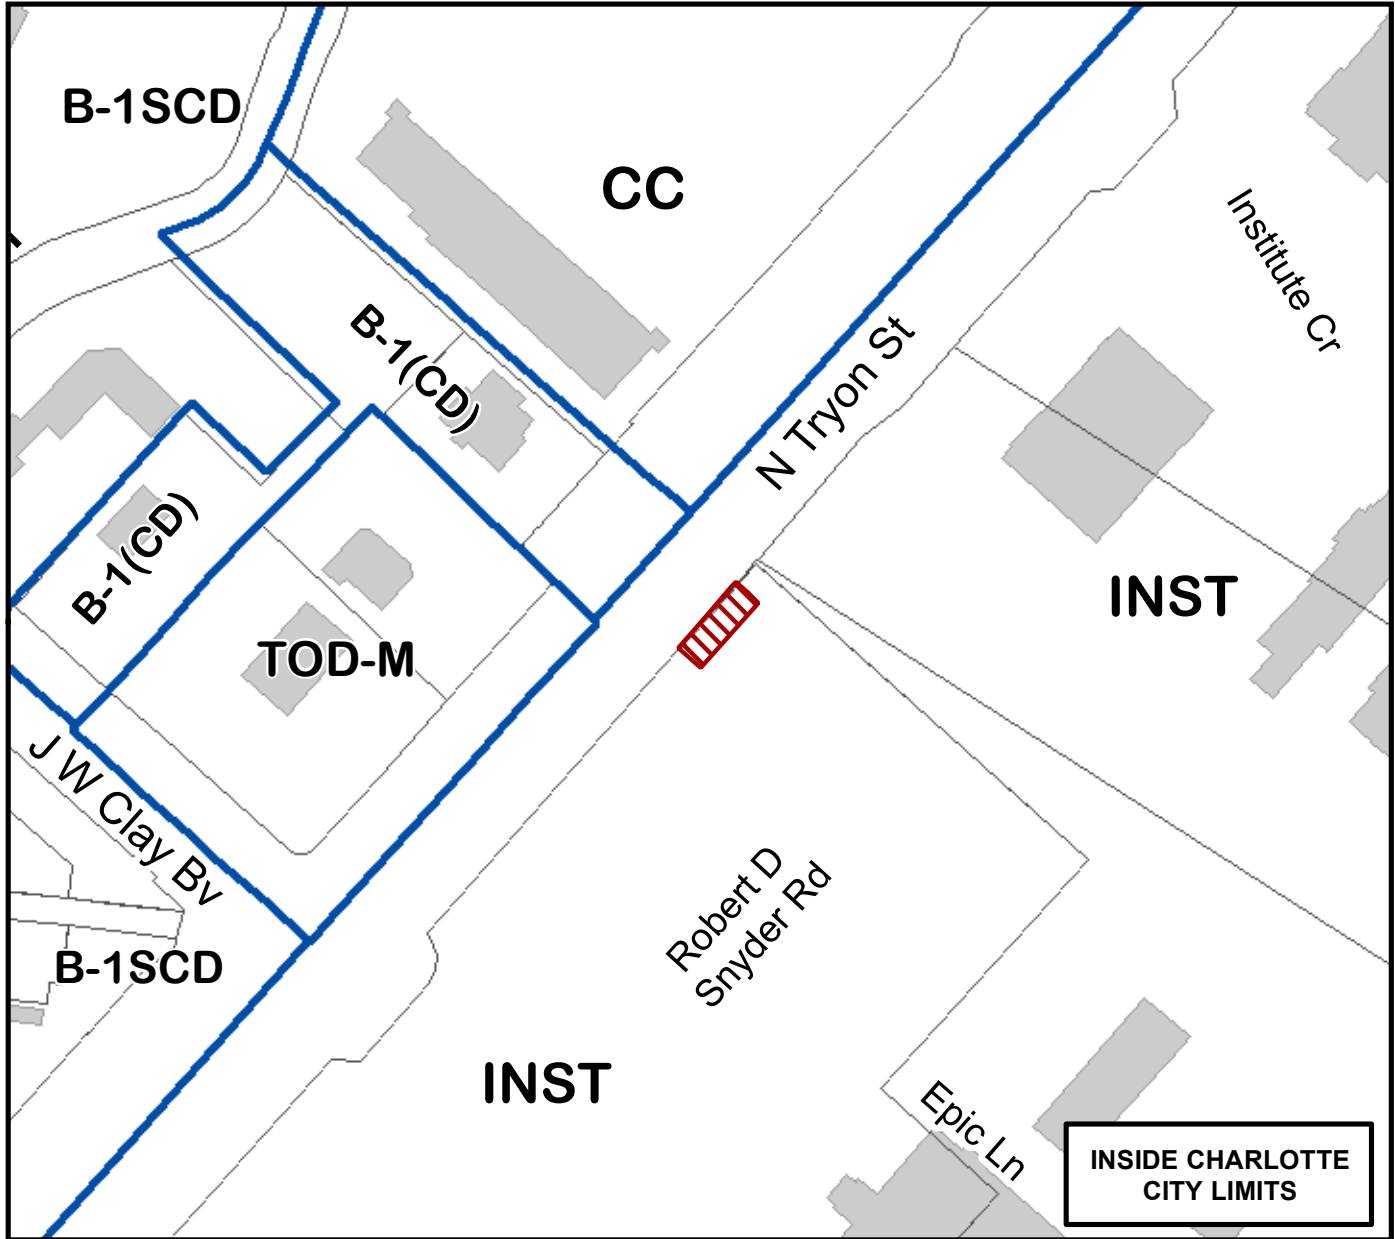 B-1SCD
CC
Institute Cr
B-1(CD)
N Tryon St
B-1(CD)
INST
TOD-M
J W Clay Bv
Robert D
Snyder Rd
B-1SCD
INST
Epic Ln
INSIDE CHARLOTTE
CITY LIMITS